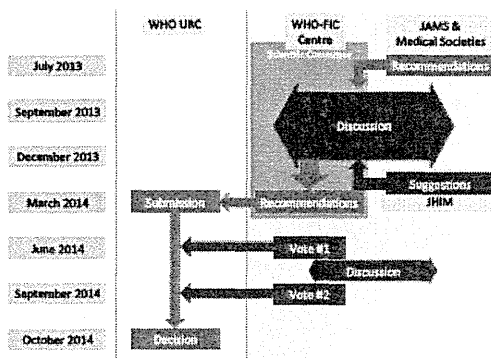 WHO URC
WHO-FIC
Centre
JAMS &
Medical Societies
July 2013
Recommendations
September 2013
Discussion
December 2013
Suggestions
JHIM
March 2014
Submission
Recommendations
June 2014
Vote #1
Discussion
September 2014
Vote #2
October 2014
Decision